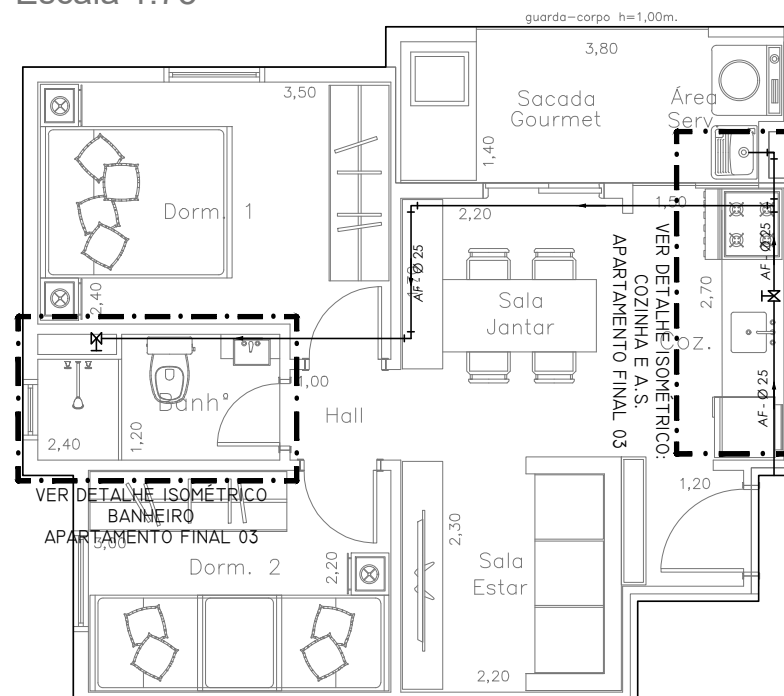 guarda-corpo h=1,00m.
3,80
3,50
Sacada
Gourmet
Área
Serv.
1,40
Dorm. 1
2,20
1,50
AF- Ø 25
AF- Ø 25
2,40
2,70
Sala
Jantar
VER DETALHE ISOMÉTRICO:
COZINHA E A.S.
APARTAMENTO FINAL 03
Coz.
AF- Ø 25
1,00
Banhº
Hall
2,40
1,20
VER DETALHE ISOMÉTRICO
BANHEIRO
APARTAMENTO FINAL 03
3,00
1,20
2,30
Dorm. 2
2,20
Sala
Estar
2,20